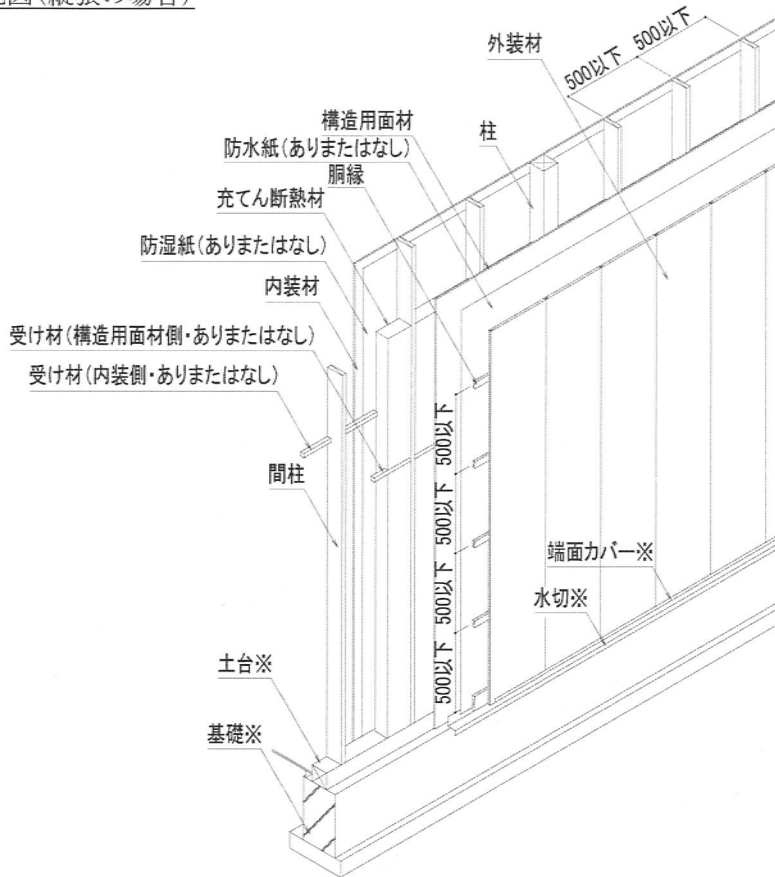 (縦張の場合)
外装材
500以下
500以下
構造用面材
柱
防水紙(ありまたはなし)
胴縁
充てん断熱材
防湿紙(ありまたはなし)
内装材
受け材(構造用面材側・ありまたはなし)
受け材(内装側・ありまたはなし)
間柱
500以下
500以下
500以下
500以下
端面カバー※
水切※
土台※
基礎※